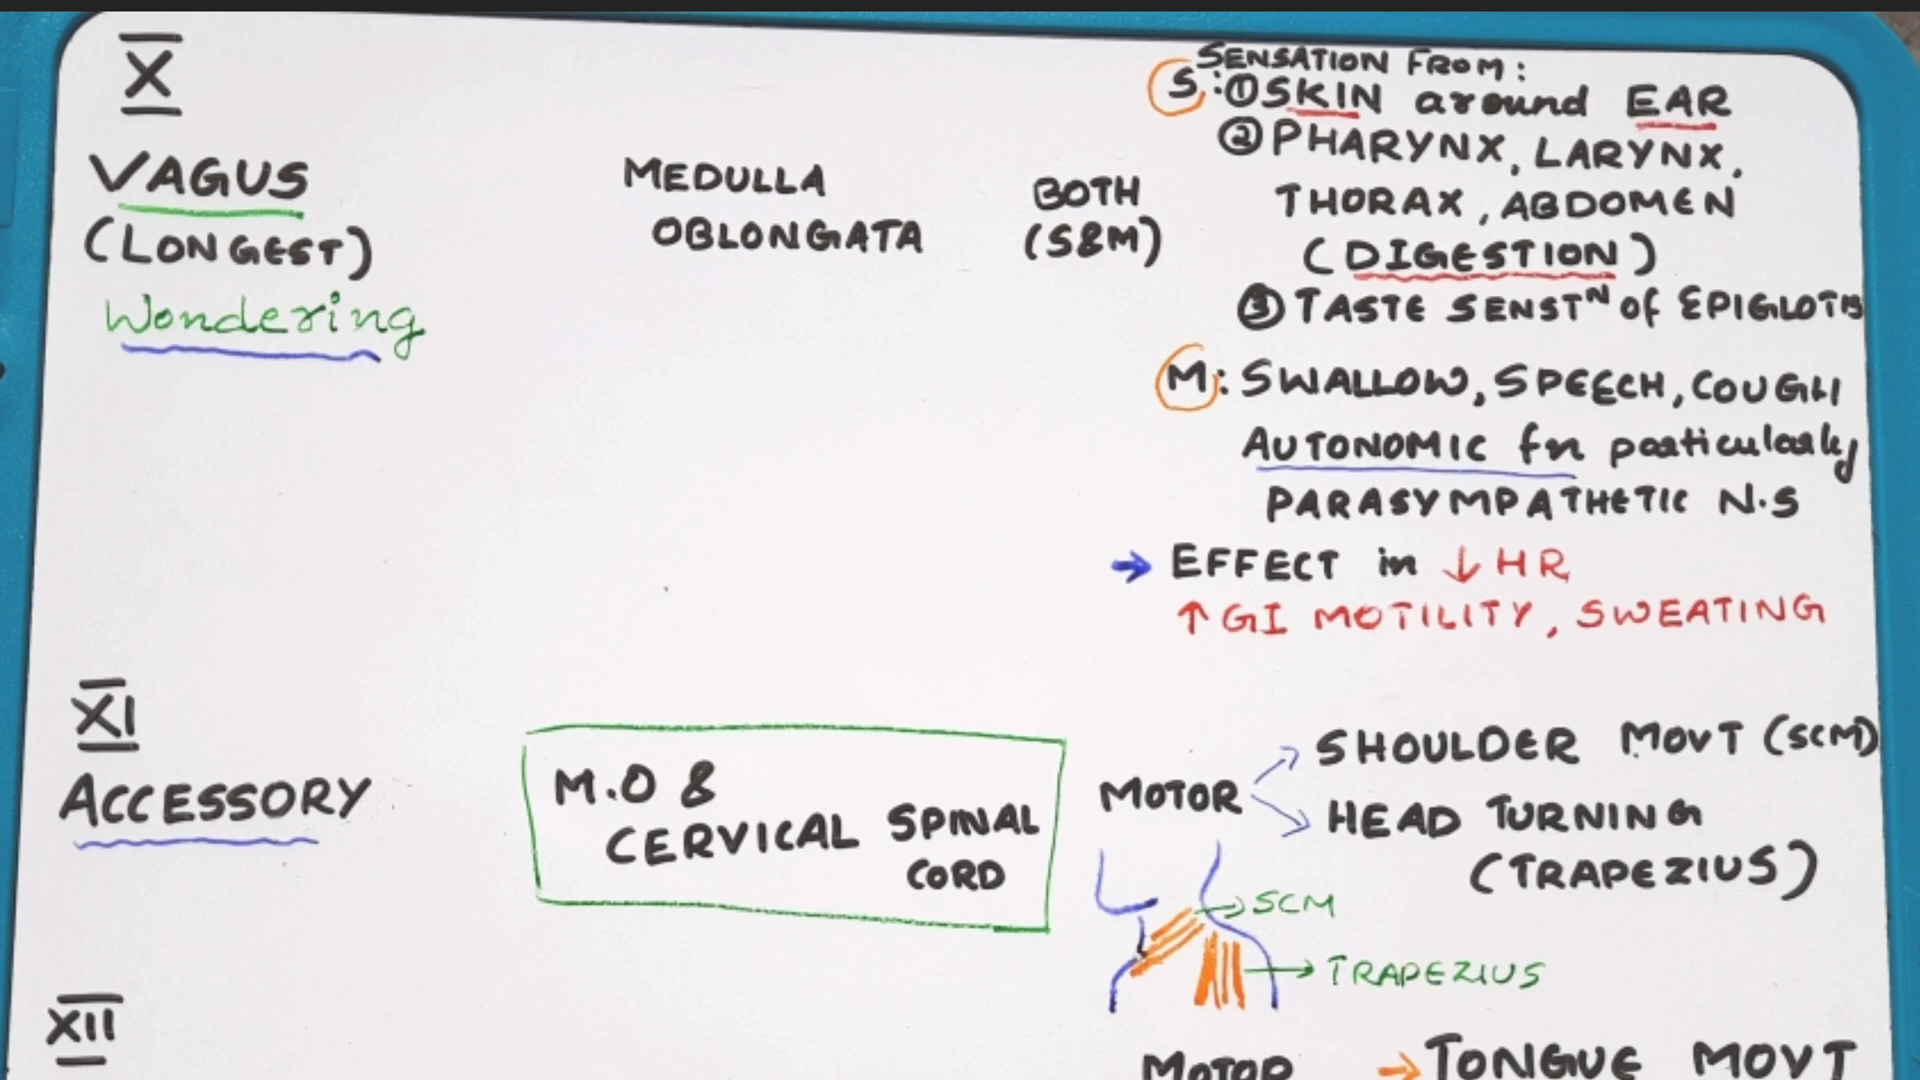 X
VAGUS
(LONGEST)
Wondering
MEDULLA
OBLONGATA
BOTH
(S&M)
SENSATION FROM:
S: ① SKIN around EAR
② PHARYNX, LARYNX,
THORAX, ABDOMEN
(DIGESTION)
③ TASTE SENSTᴺ of EPIGLOTIS
M: SWALLOW, SPEECH, COUGH
AUTONOMIC fn particularly
PARASYMPATHETIC N.S
→ EFFECT in ↓ HR
↑ GI MOTILITY, SWEATING
XI
ACCESSORY
M.O &
CERVICAL SPINAL
CORD
MOTOR
SHOULDER MOVT (SCM)
HEAD TURNING
(TRAPEZIUS)
→ SCM
→ TRAPEZIUS
XII
MOTOR → TONGUE MOVT